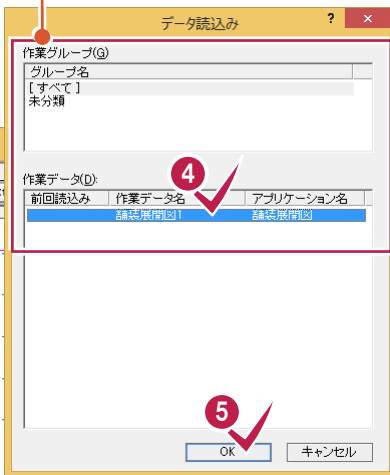 データ読込み ? ×
作業グループ(G)
グループ名
[すべて]
未分類
作業データ(D):
4
前回読込み 作業データ名 アプリケーション名
舗装展開図1 舗装展開図
5
OK キャンセル